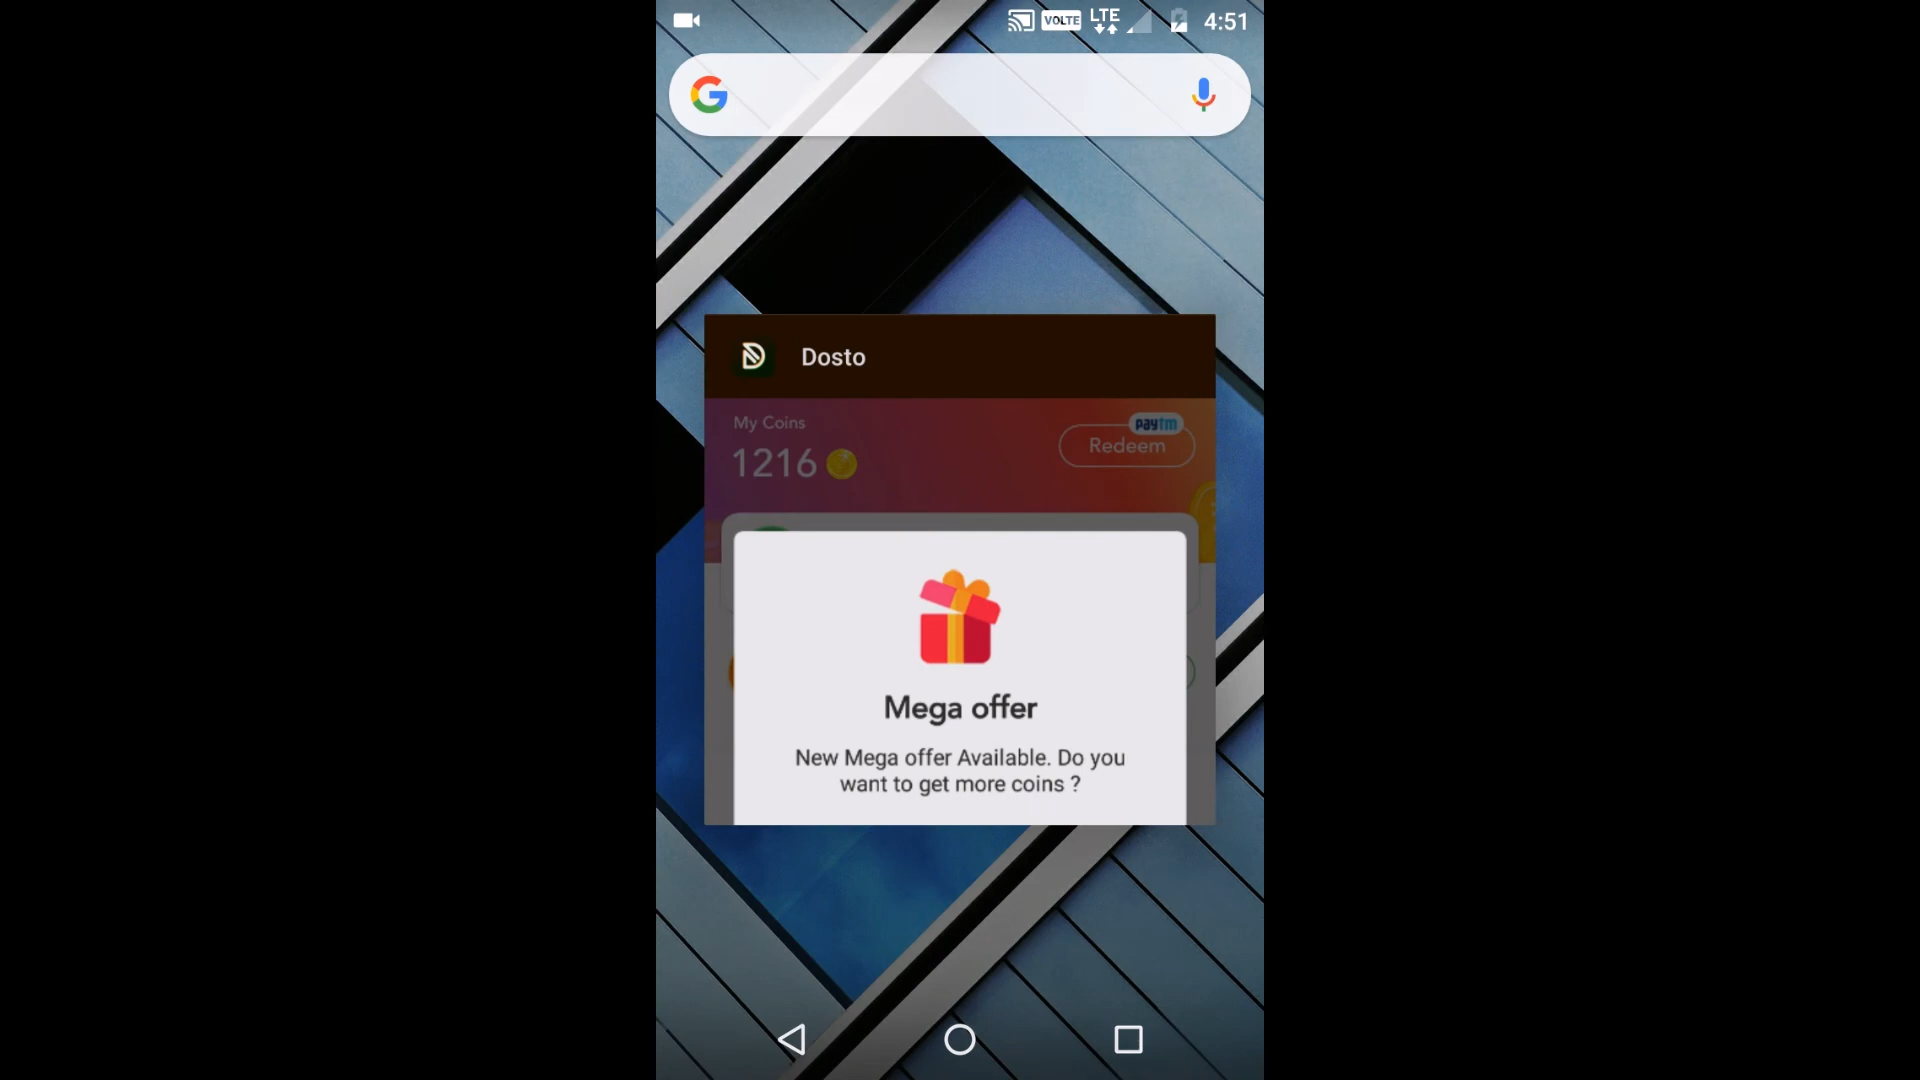 VOLTE LTE 4:51
Dosto
My Coins
paytm
Redeem
1216
Mega offer
New Mega offer Available. Do you
want to get more coins ?